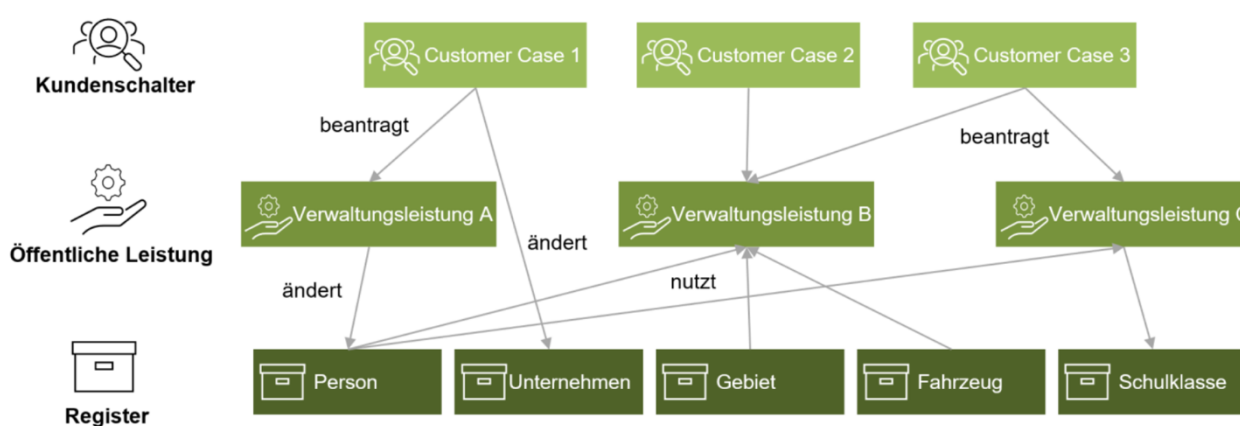 Kundenschalter
Customer Case 1
Customer Case 2
Customer Case 3
beantragt
beantragt
Öffentliche Leistung
Verwaltungsleistung A
Verwaltungsleistung B
Verwaltungsleistung C
ändert
ändert
nutzt
Register
Person
Unternehmen
Gebiet
Fahrzeug
Schulklasse